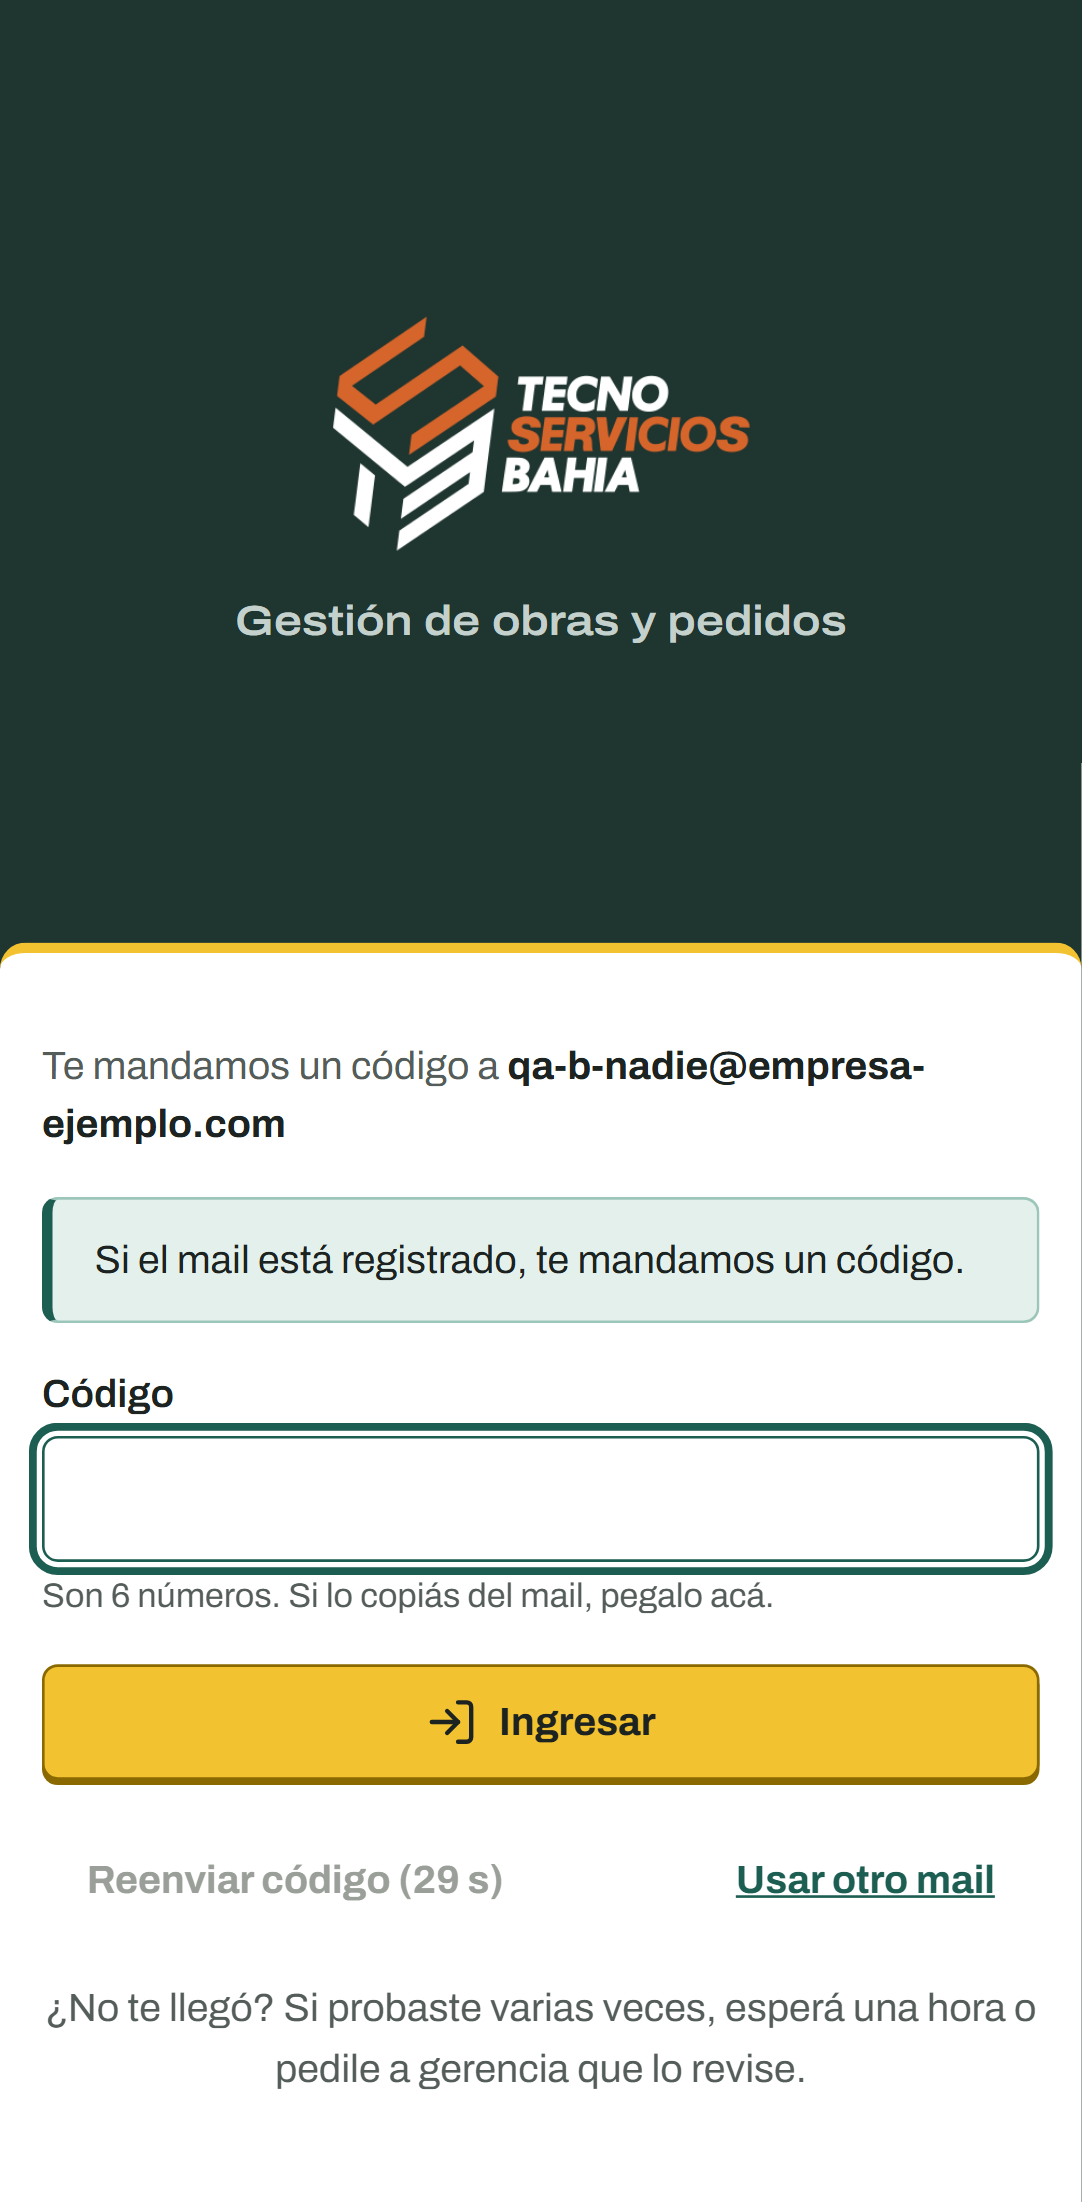 TECNO
SERVICIOS
BAHIA
Gestión de obras y pedidos
Te mandamos un código a qa-b-nadie@empresa-
ejemplo.com
Si el mail está registrado, te mandamos un código.
Código
Son 6 números. Si lo copiás del mail, pegalo acá.
Ingresar
Reenviar código (29 s)
Usar otro mail
¿No te llegó? Si probaste varias veces, esperá una hora o
pedile a gerencia que lo revise.